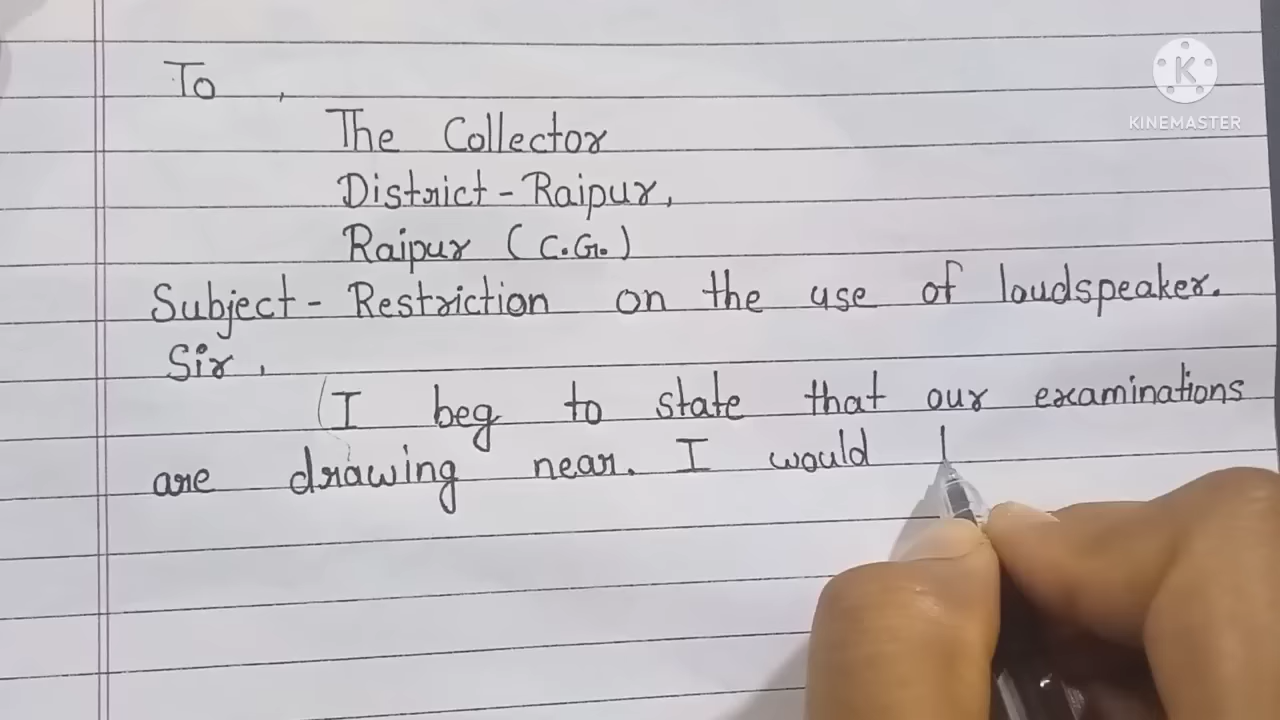 To ,
The Collector
District - Raipur,
Raipur (C.G.)
Subject - Restriction on the use of loudspeaker.
Sir,
I beg to state that our examinations
are drawing near. I would l
K
KINEMASTER